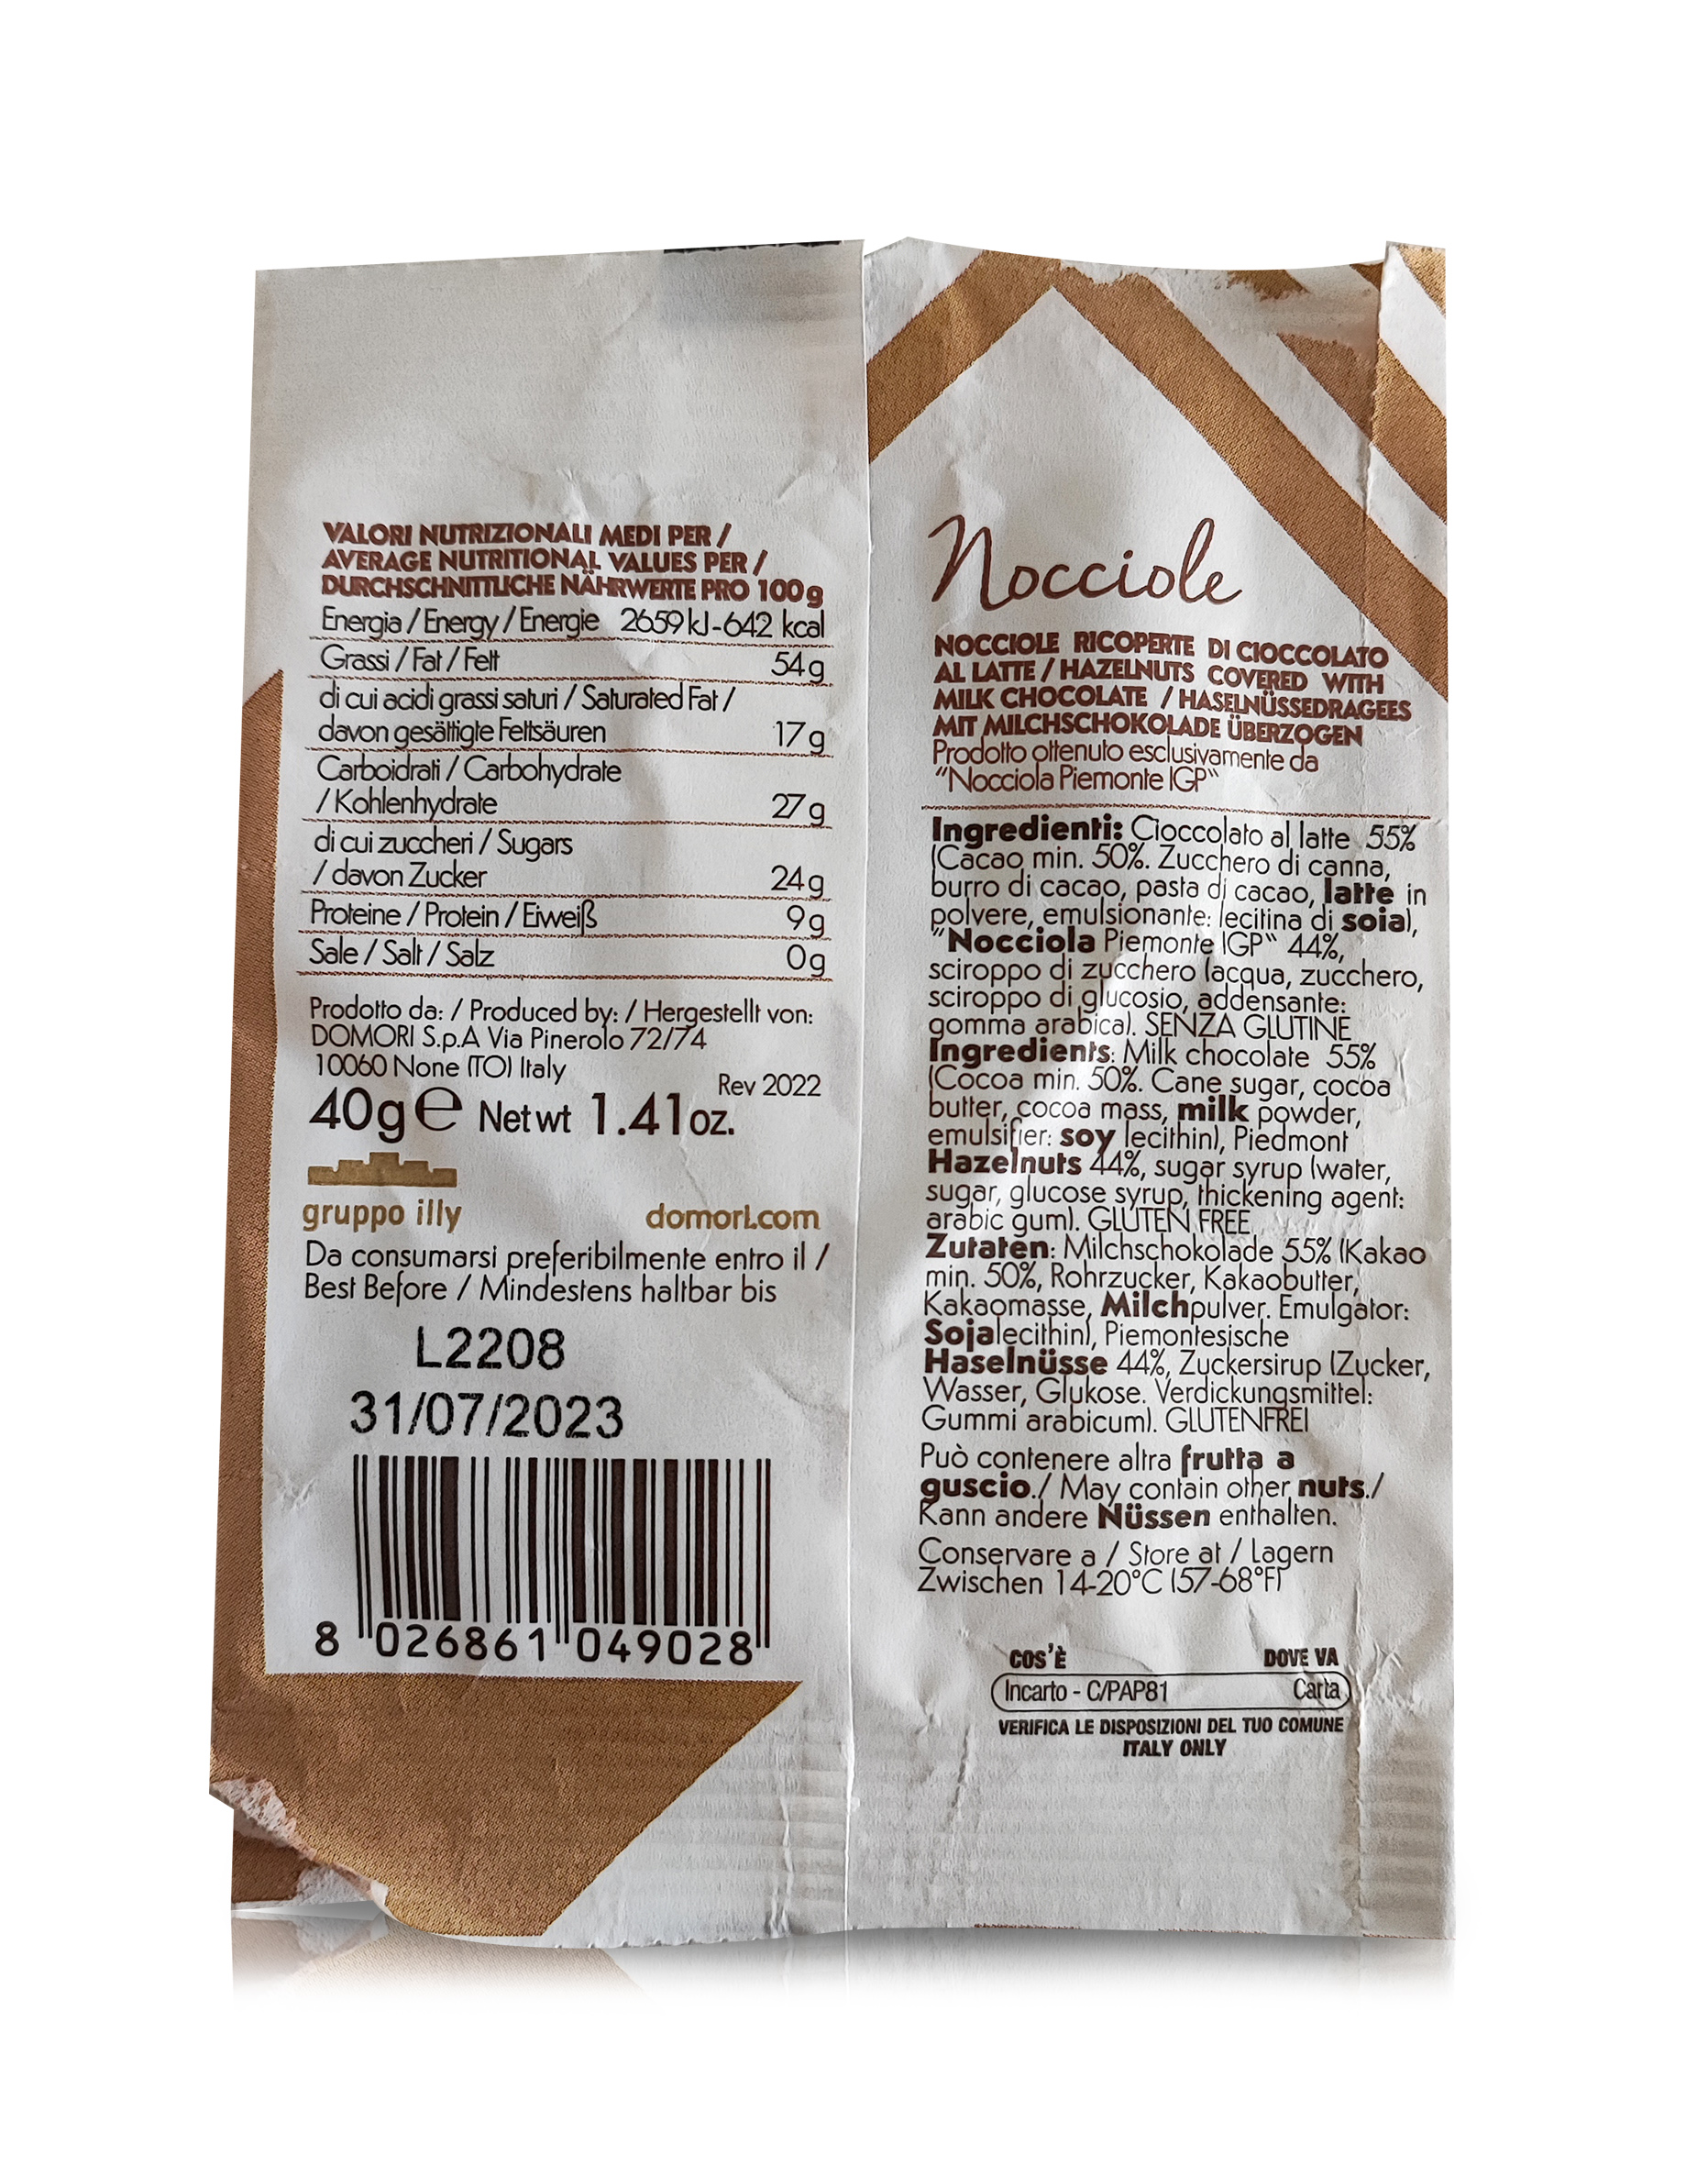 VALORI NUTRIZIONALI MEDI PER /
AVERAGE NUTRITIONAL VALUES PER /
DURCHSCHNITTLICHE NÄHRWERTE PRO 100g
Energia / Energy / Energie 2659 kJ-642 kcal
Grassi / Fat / Fett 54g
di cui acidi grassi saturi / Saturated Fat /
davon gesättigte Fettsäuren 17g
Carboidrati / Carbohydrate
/ Kohlenhydrate 27g
di cui zuccheri / Sugars
/ davon Zucker 24g
Proteine / Protein / Eiweiß 9g
Sale / Salt / Salz 0g
Prodotto da: / Produced by: / Hergestellt von:
DOMORI S.p.A Via Pinerolo 72/74
10060 None (TO) Italy
Rev 2022
40g e Net wt 1.41oz.
gruppo illy domori.com
Da consumarsi preferibilmente entro il /
Best Before / Mindestens haltbar bis
L2208
31/07/2023
8 026861 049028
Nocciole
NOCCIOLE RICOPERTE DI CIOCCOLATO
AL LATTE / HAZELNUTS COVERED WITH
MILK CHOCOLATE / HASELNÜSSEDRAGEES
MIT MILCHSCHOKOLADE ÜBERZOGEN
Prodotto ottenuto esclusivamente da
"Nocciola Piemonte IGP"
Ingredienti: Cioccolato al latte 55%
(Cacao min. 50%. Zucchero di canna,
burro di cacao, pasta di cacao, latte in
polvere, emulsionante: lecitina di soia),
"Nocciola Piemonte IGP" 44%,
sciroppo di zucchero (acqua, zucchero,
sciroppo di glucosio, addensante:
gomma arabica). SENZA GLUTINE
Ingredients: Milk chocolate 55%
(Cocoa min. 50%. Cane sugar, cocoa
butter, cocoa mass, milk powder,
emulsifier: soy lecithin), Piedmont
Hazelnuts 44%, sugar syrup (water,
sugar, glucose syrup, thickening agent:
arabic gum). GLUTEN FREE
Zutaten: Milchschokolade 55% (Kakao
min. 50%, Rohrzucker, Kakaobutter,
Kakaomasse, Milchpulver. Emulgator:
Sojalecithin), Piemontesische
Haselnüsse 44%, Zuckersirup (Zucker,
Wasser, Glukose. Verdickungsmittel:
Gummi arabicum). GLUTENFREI
Può contenere altra frutta a
guscio./ May contain other nuts./
Kann andere Nüssen enthalten.
Conservare a / Store at / Lagern
Zwischen 14-20°C (57-68°F)
COS'È DOVE VA
Incarto - C/PAP81 Carta
VERIFICA LE DISPOSIZIONI DEL TUO COMUNE
ITALY ONLY